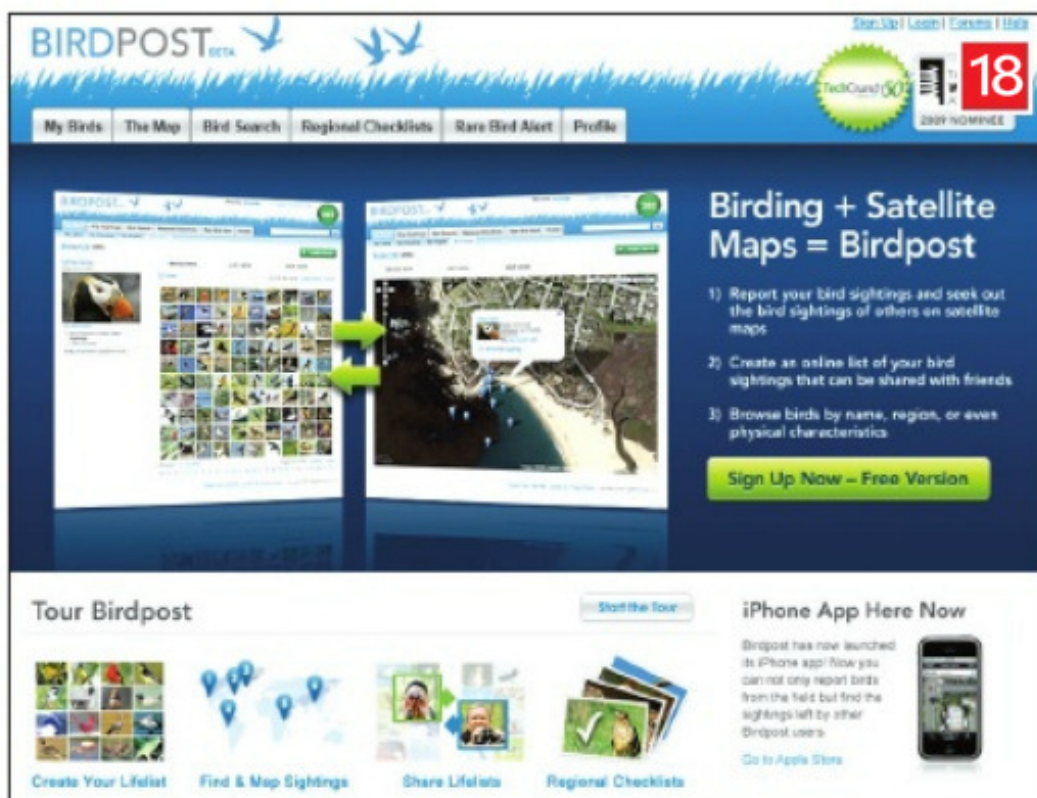 BIRDPOST BETA
Sign Up | Login | Forums | Help
TechCrunch 50
18
2009 NOMINEE
My Birds
The Map
Bird Search
Regional Checklists
Rare Bird Alert
Profile
BIRDPOST
BIRDPOST
Birding + Satellite
Maps = Birdpost
1) Report your bird sightings and seek out
the bird sightings of others on satellite
maps
2) Create an online list of your bird
sightings that can be shared with friends
3) Browse birds by name, region, or even
physical characteristics
Sign Up Now – Free Version
Tour Birdpost
Start the Tour
Create Your Lifelist
Find & Map Sightings
Share Lifelists
Regional Checklists
iPhone App Here Now
Birdpost has now launched
its iPhone app! Now you
can not only report birds
from the field but find the
sightings left by other
Birdpost users.
Go to Apple Store